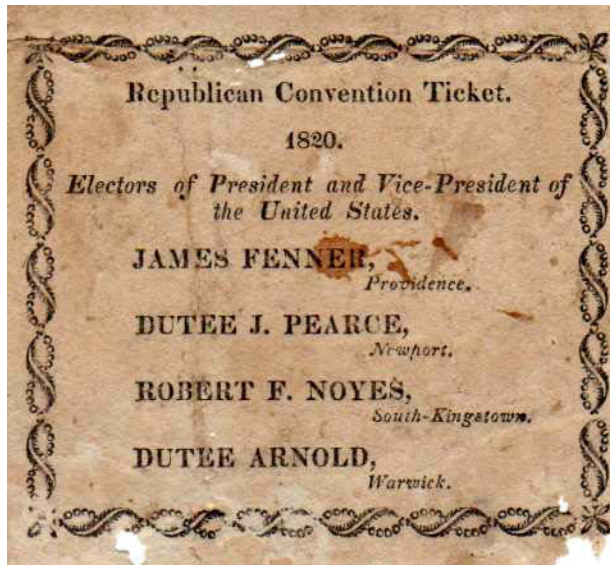 Republican Convention Ticket.
1820.
Electors of President and Vice-President of
the United States.
JAMES FENNER,
Providence.
DUTEE J. PEARCE,
Newport.
ROBERT F. NOYES,
South-Kingstown.
DUTEE ARNOLD,
Warwick.